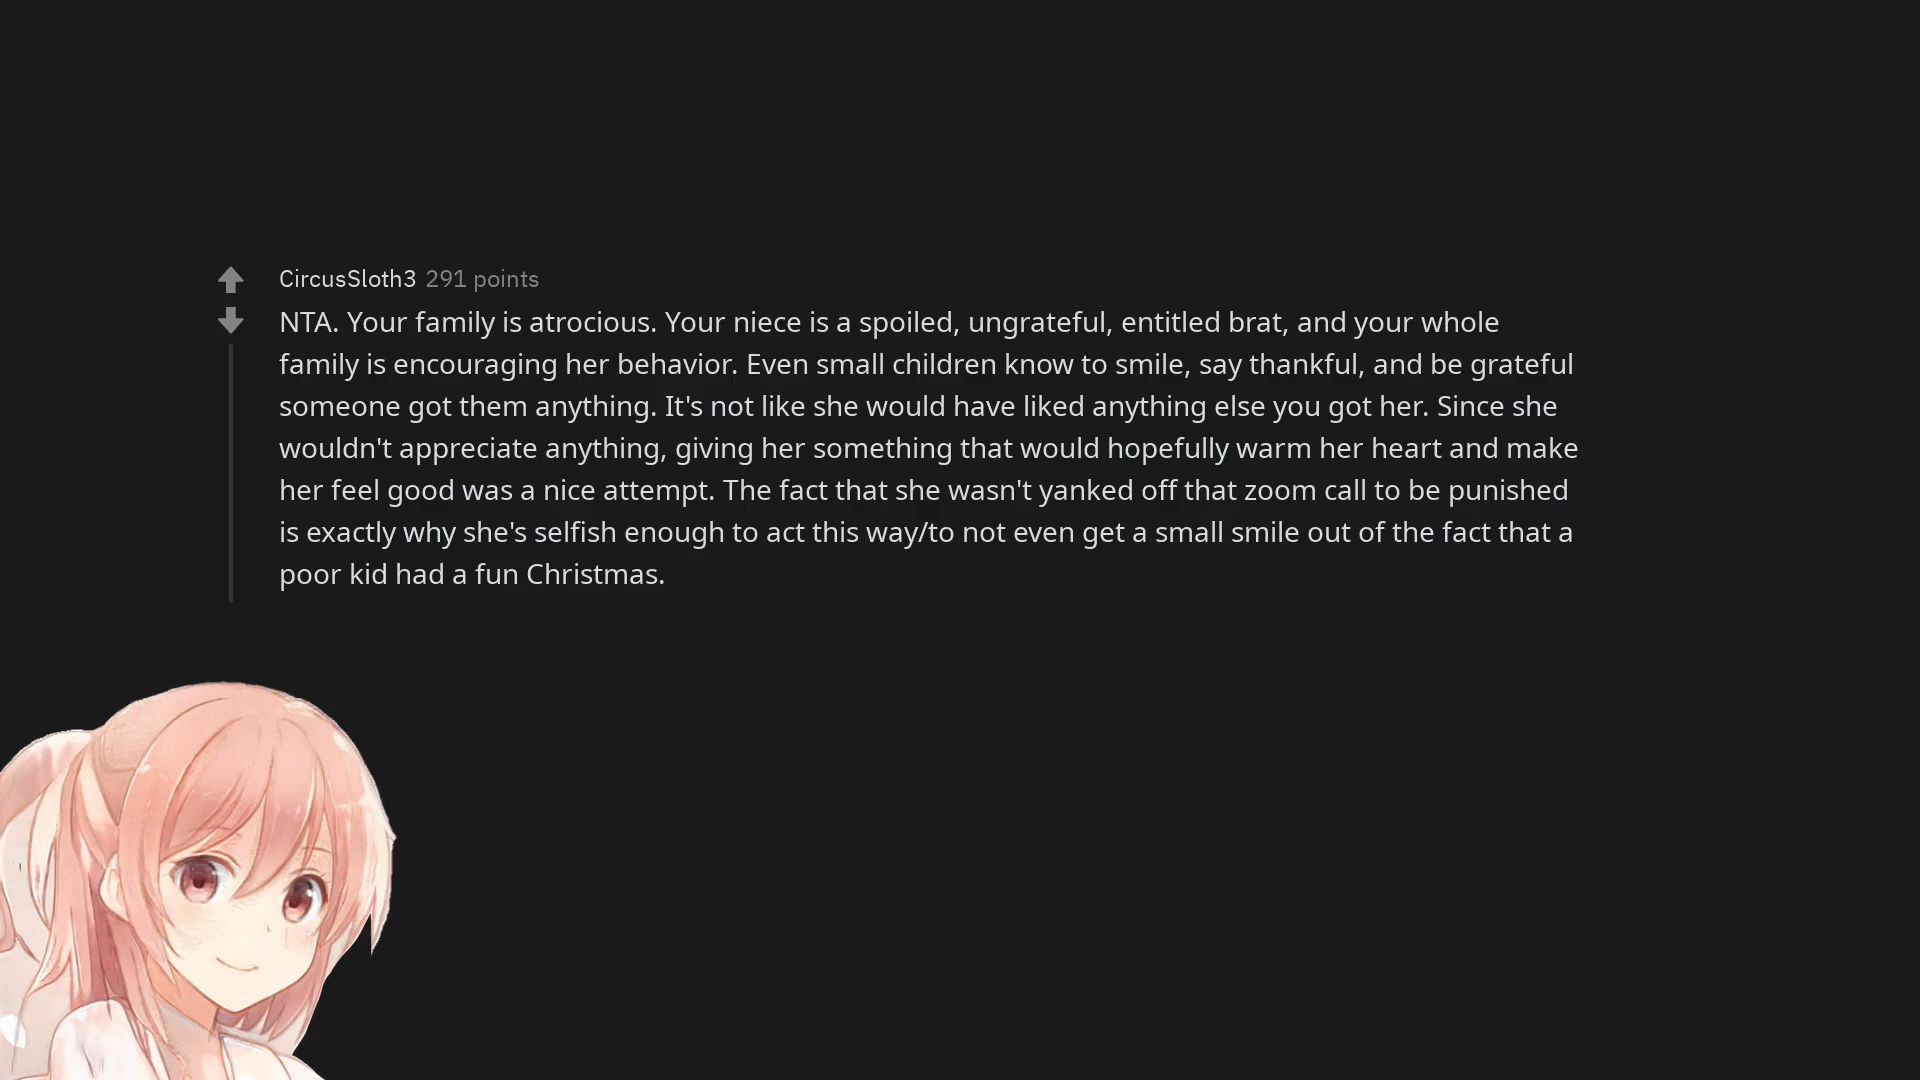 CircusSloth3 291 points
NTA. Your family is atrocious. Your niece is a spoiled, ungrateful, entitled brat, and your whole
family is encouraging her behavior. Even small children know to smile, say thankful, and be grateful
someone got them anything. It's not like she would have liked anything else you got her. Since she
wouldn't appreciate anything, giving her something that would hopefully warm her heart and make
her feel good was a nice attempt. The fact that she wasn't yanked off that zoom call to be punished
is exactly why she's selfish enough to act this way/to not even get a small smile out of the fact that a
poor kid had a fun Christmas.